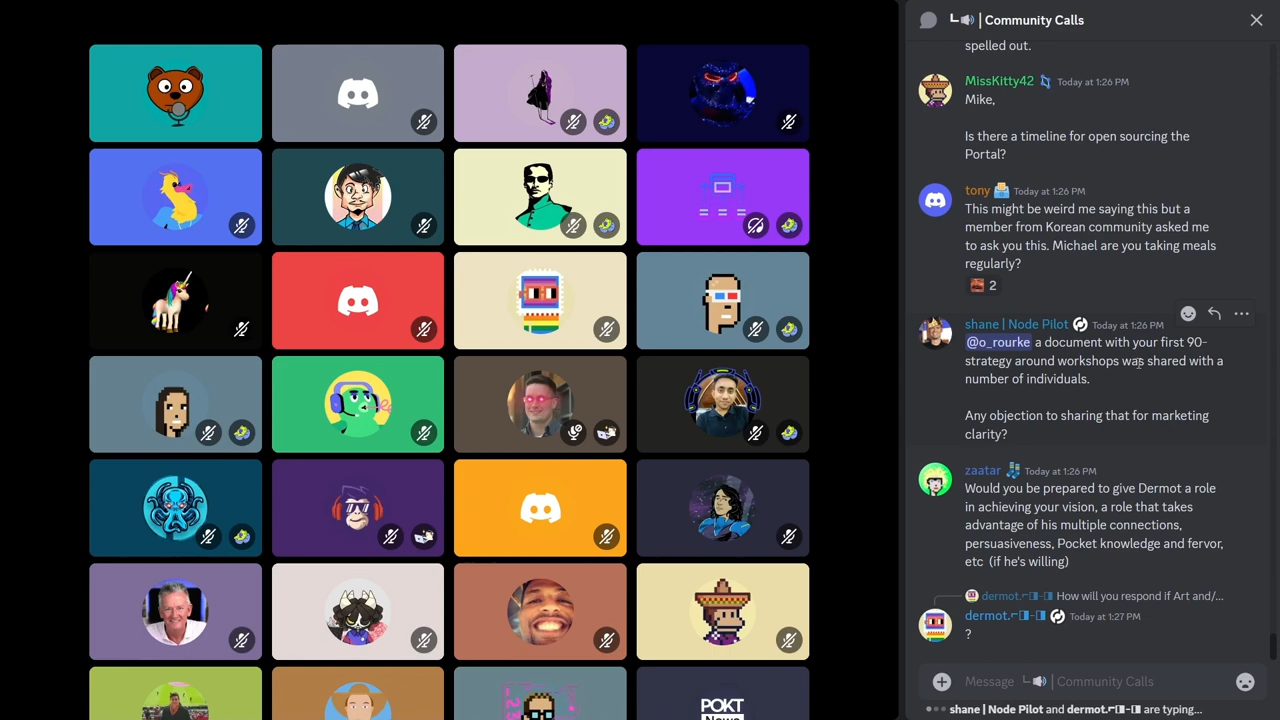 ┗🔊 | Community Calls
spelled out.
MissKitty42 Today at 1:26 PM
Mike,
Is there a timeline for open sourcing the
Portal?
tony Today at 1:26 PM
This might be weird me saying this but a
member from Korean community asked me
to ask you this. Michael are you taking meals
regularly?
2
shane | Node Pilot Today at 1:26 PM
@o_rourke a document with your first 90-
strategy around workshops was shared with a
number of individuals.
Any objection to sharing that for marketing
clarity?
zaatar Today at 1:26 PM
Would you be prepared to give Dermot a role
in achieving your vision, a role that takes
advantage of his multiple connections,
persuasiveness, Pocket knowledge and fervor,
etc (if he's willing)
dermot.⌐◨-◨ How will you respond if Art and/...
dermot.⌐◨-◨ Today at 1:27 PM
?
Message ┗🔊 | Community Calls
shane | Node Pilot and dermot.⌐◨-◨ are typing...
POKT
News